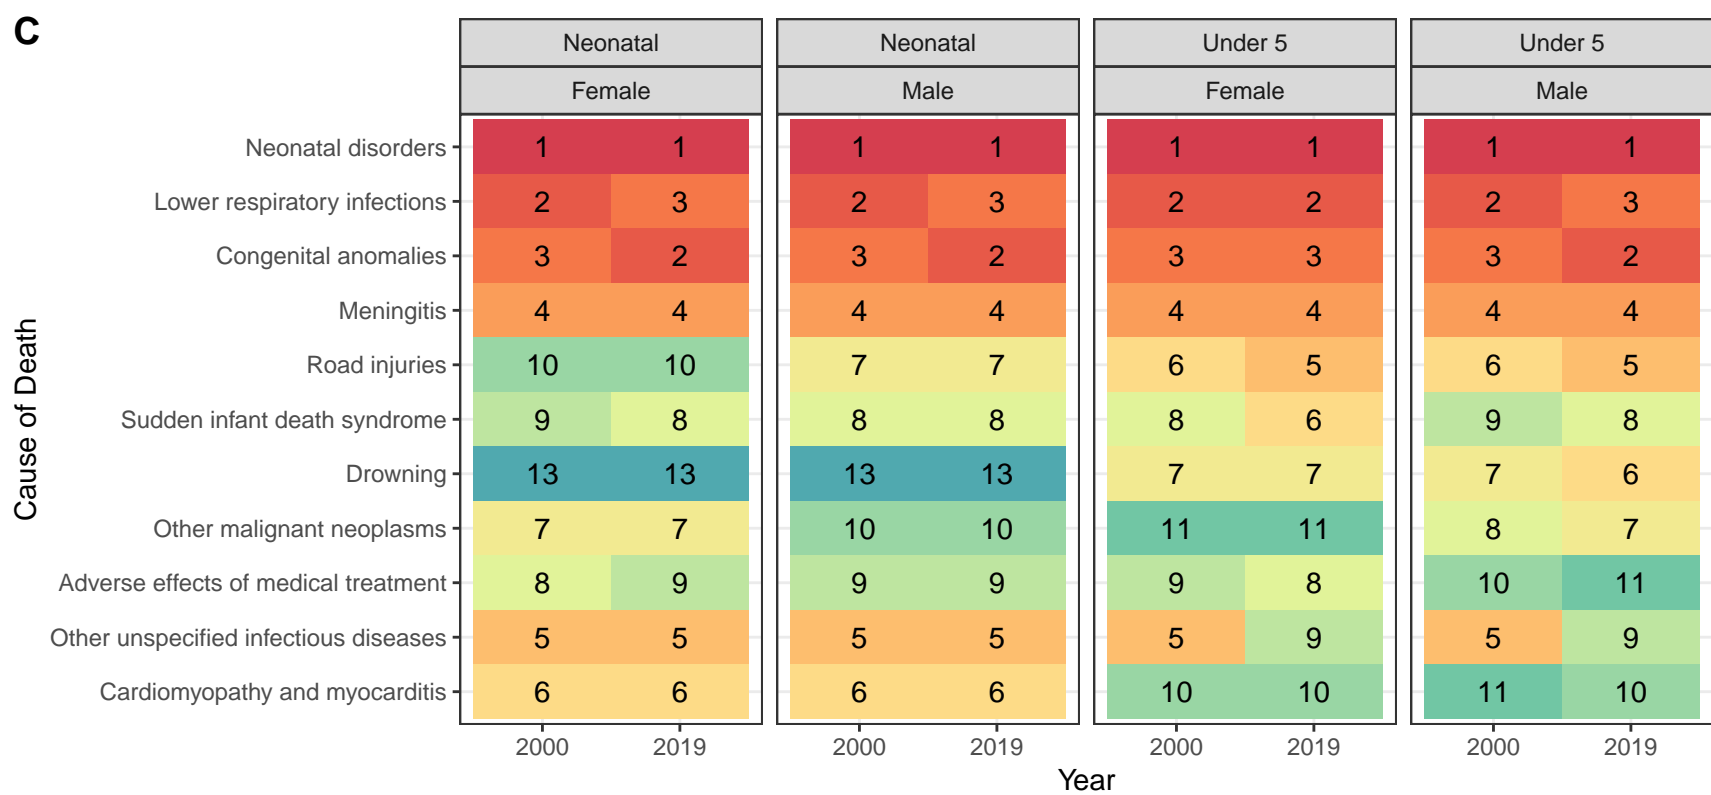 C
Neonatal Neonatal Under 5 Under 5
Female Male Female Male
Cause of Death
Neonatal disorders 1 1 1 1 1 1 1 1
Lower respiratory infections 2 3 2 3 2 2 2 3
Congenital anomalies 3 2 3 2 3 3 3 2
Meningitis 4 4 4 4 4 4 4 4
Road injuries 10 10 7 7 6 5 6 5
Sudden infant death syndrome 9 8 8 8 8 6 9 8
Drowning 13 13 13 13 7 7 7 6
Other malignant neoplasms 7 7 10 10 11 11 8 7
Adverse effects of medical treatment 8 9 9 9 9 8 10 11
Other unspecified infectious diseases 5 5 5 5 5 9 5 9
Cardiomyopathy and myocarditis 6 6 6 6 10 10 11 10
2000 2019 2000 2019 2000 2019 2000 2019
Year